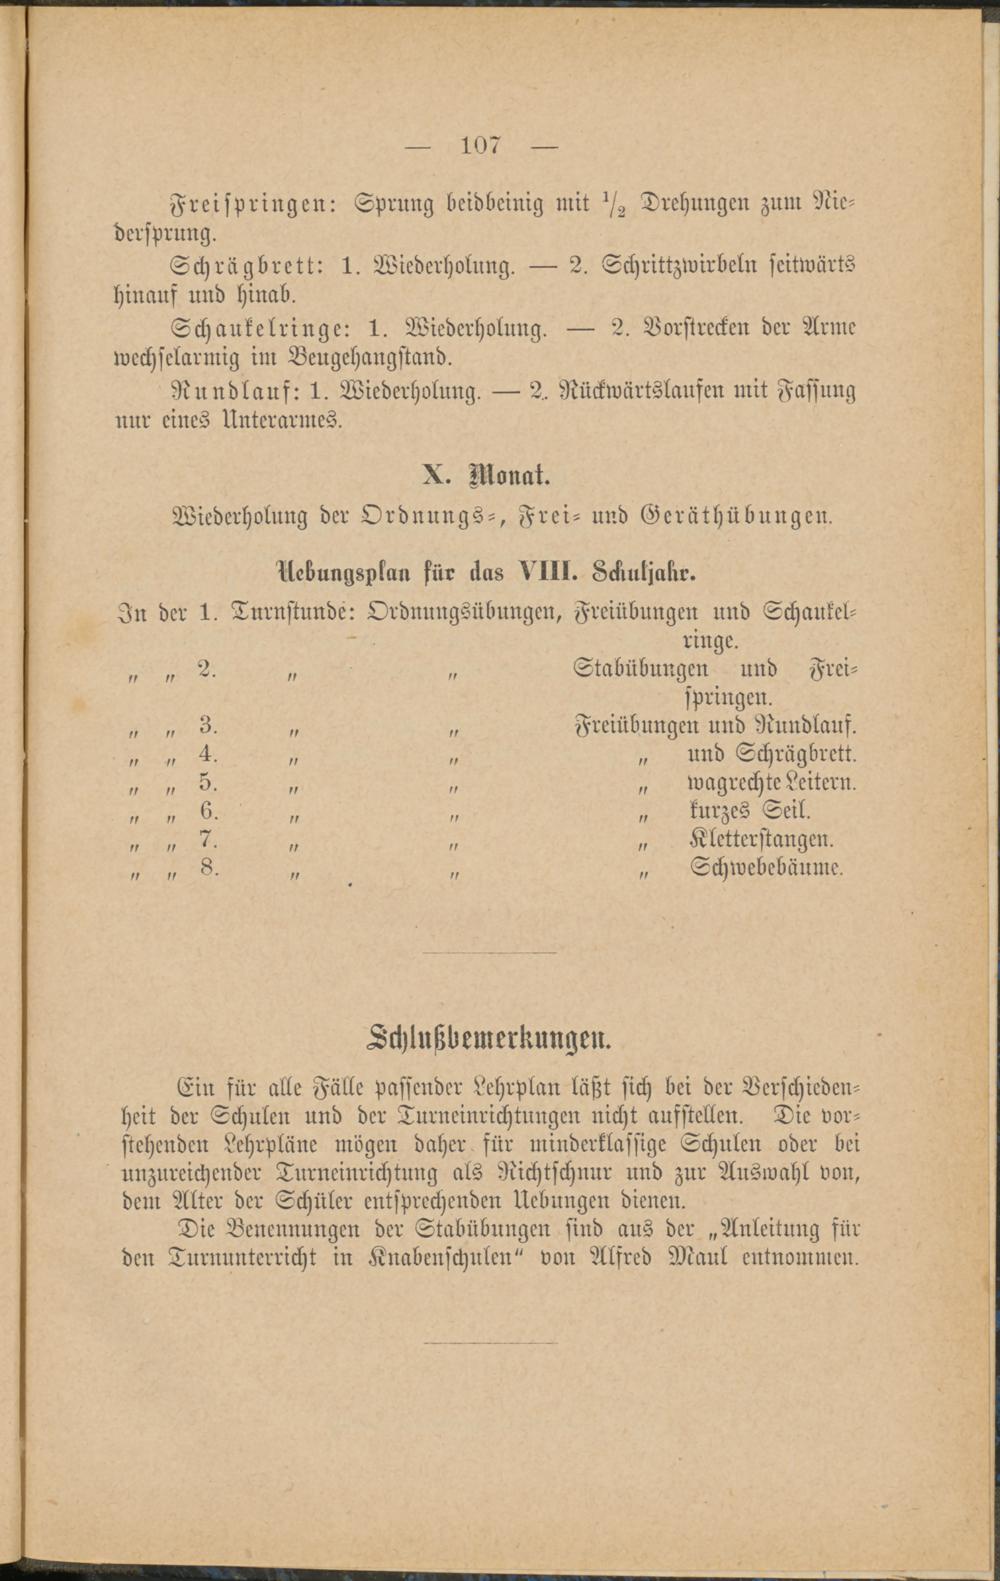 — 107 —
Freispringen: Sprung beidbeinig mit 1/2 Drehungen zum Nie-
dersprung.
Schrägbrett: 1. Wiederholung. — 2. Schrittzwirbeln seitwärts
hinauf und hinab.
Schaukelringe: 1. Wiederholung. — 2. Vorstrecken der Arme
wechselarmig im Beugehangstand.
Rundlauf: 1. Wiederholung. — 2. Rückwärtslaufen mit Fassung
nur eines Unterarmes.
X. Monat.
Wiederholung der Ordnungs-, Frei- und Geräthübungen.
Uebungsplan für das VIII. Schuljahr.
In der 1. Turnstunde: Ordnungsübungen, Freiübungen und Schaukel-
ringe.
„ „ 2. „ „ Stabübungen und Frei-
springen.
„ „ 3. „ „ Freiübungen und Rundlauf.
„ „ 4. „ „ „ und Schrägbrett.
„ „ 5. „ „ „ wagrechte Leitern.
„ „ 6. „ „ „ kurzes Seil.
„ „ 7. „ „ „ Kletterstangen.
„ „ 8. „ „ „ Schwebebäume.
Schlußbemerkungen.
Ein für alle Fälle passender Lehrplan läßt sich bei der Verschieden-
heit der Schulen und der Turneinrichtungen nicht aufstellen. Die vor-
stehenden Lehrpläne mögen daher für minderklassige Schulen oder bei
unzureichender Turneinrichtung als Richtschnur und zur Auswahl von,
dem Alter der Schüler entsprechenden Uebungen dienen.
Die Benennungen der Stabübungen sind aus der „Anleitung für
den Turnunterricht in Knabenschulen" von Alfred Maul entnommen.